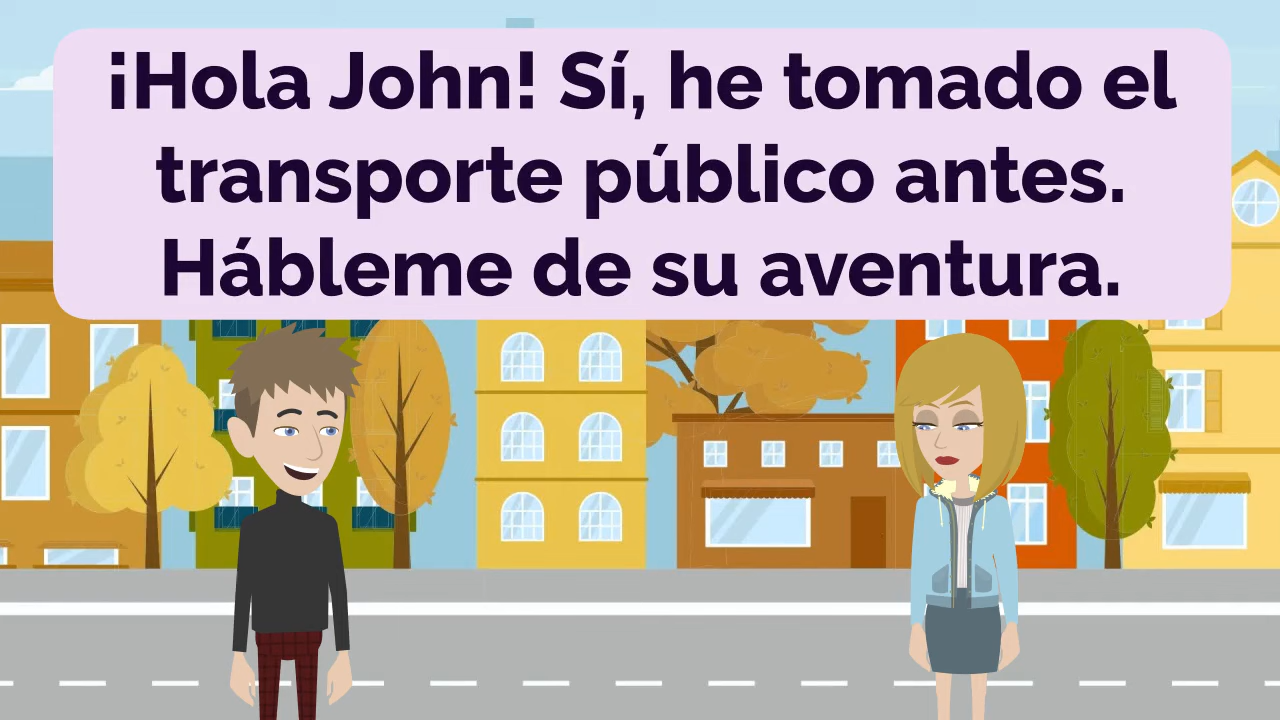 ¡Hola John! Sí, he tomado el
transporte público antes.
Hábleme de su aventura.